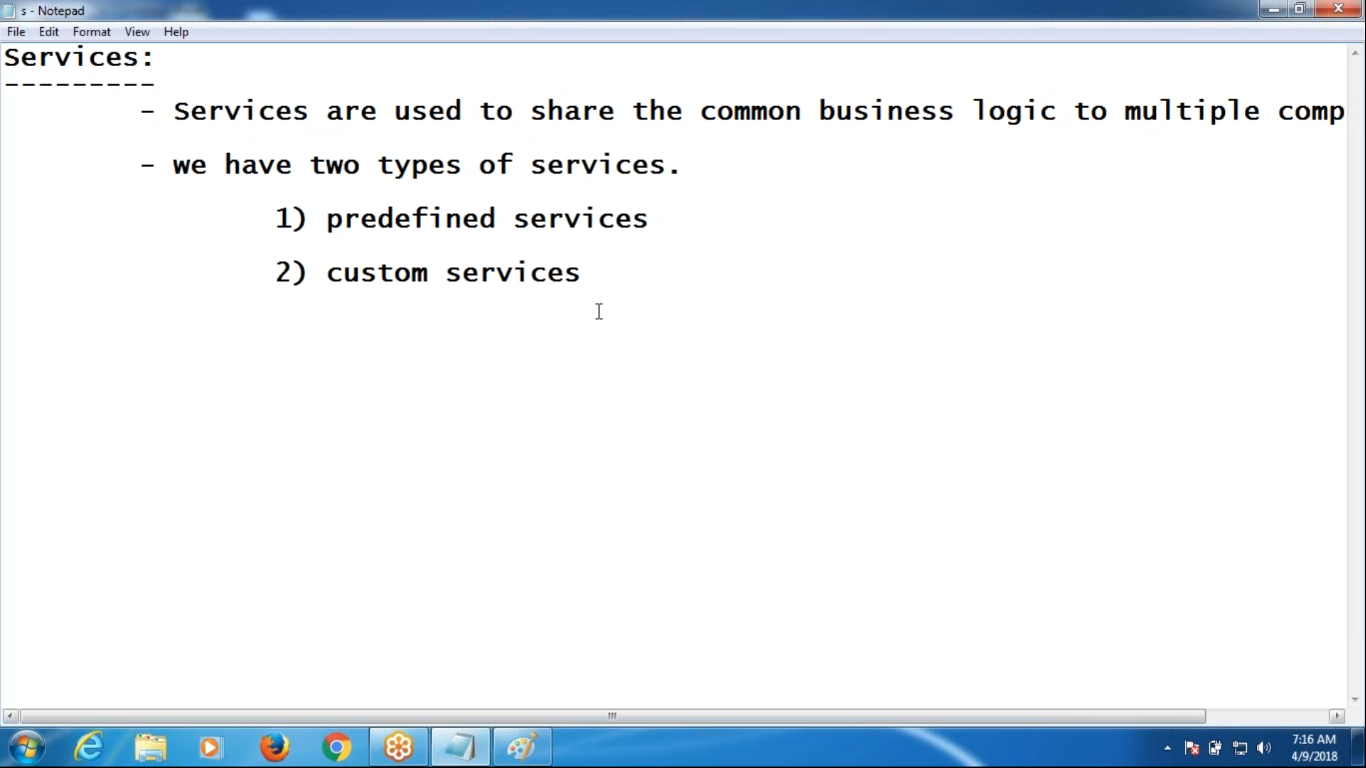 s - Notepad
File Edit Format View Help
Services:
---------
- Services are used to share the common business logic to multiple comp
- we have two types of services.
1) predefined services
2) custom services
7:16 AM
4/9/2018